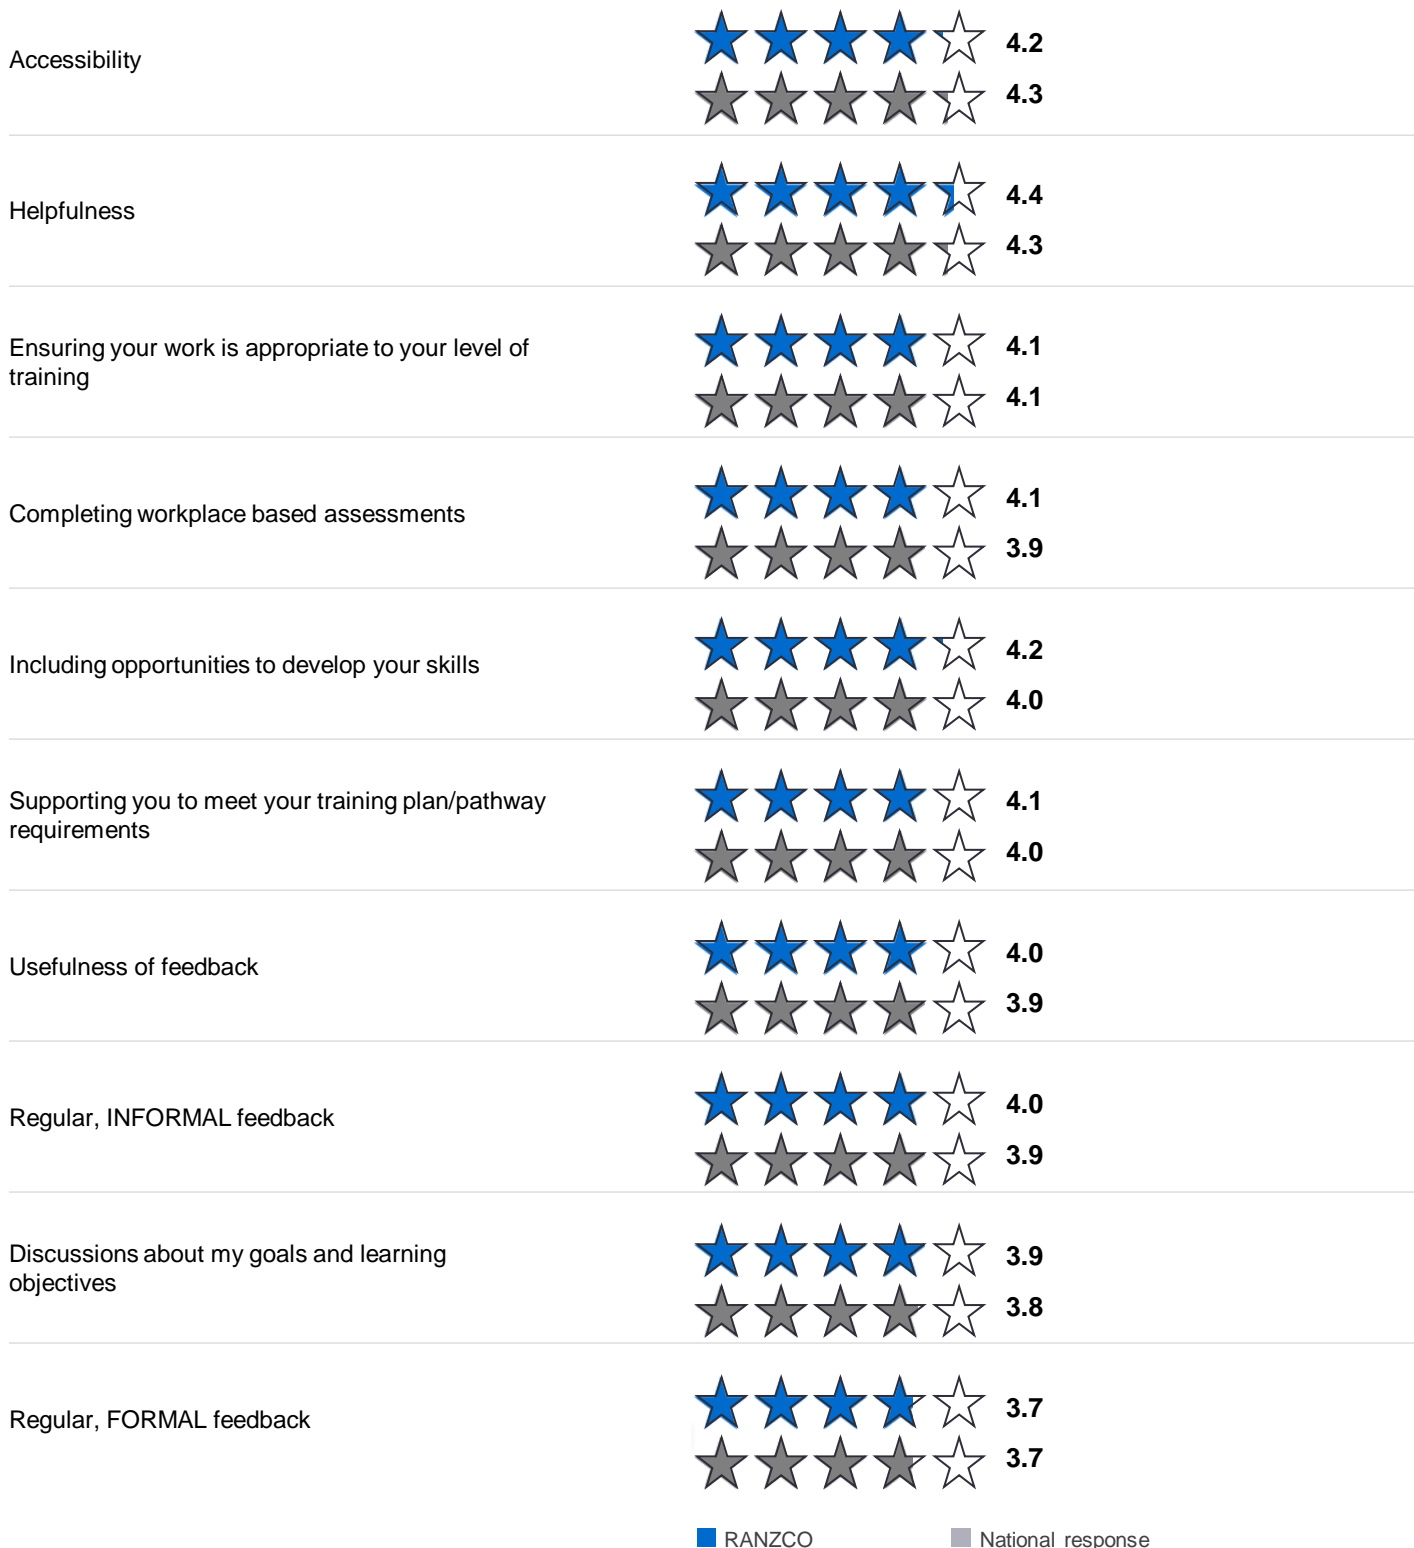 Accessibility
4.2
4.3
Helpfulness
4.4
4.3
Ensuring your work is appropriate to your level of
training
4.1
4.1
Completing workplace based assessments
4.1
3.9
Including opportunities to develop your skills
4.2
4.0
Supporting you to meet your training plan/pathway
requirements
4.1
4.0
Usefulness of feedback
4.0
3.9
Regular, INFORMAL feedback
4.0
3.9
Discussions about my goals and learning
objectives
3.9
3.8
Regular, FORMAL feedback
3.7
3.7
RANZCO National response